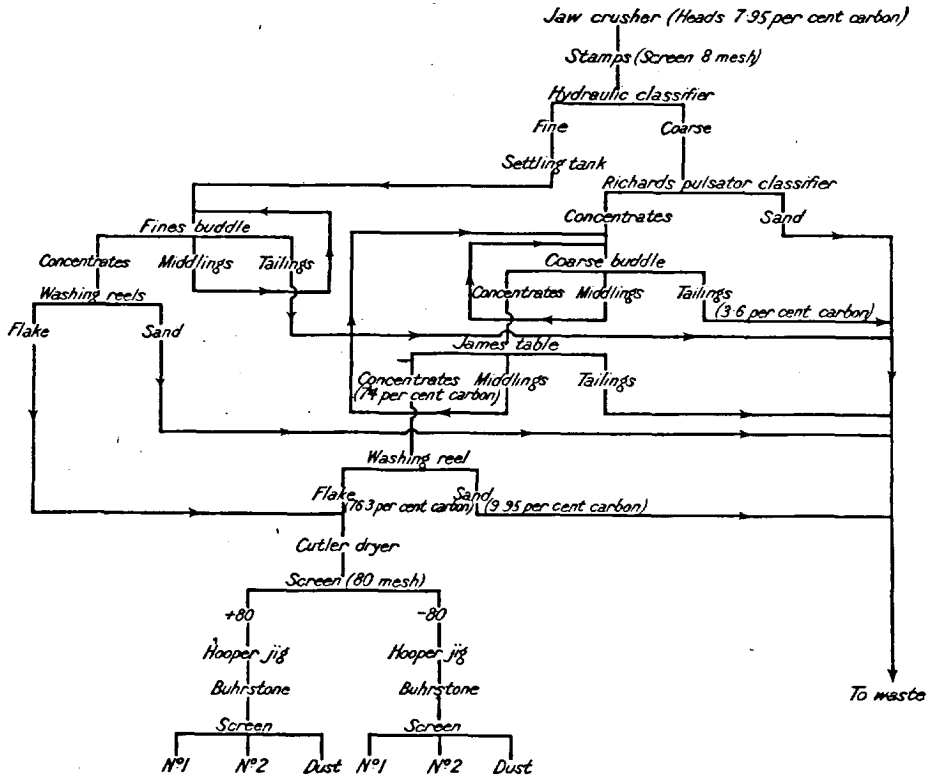 Jaw crusher (Heads 7·95 per cent carbon)
Stamps (Screen 8 mesh)
Hydraulic classifier
Fine Coarse
Settling tank
Richards pulsator classifier
Concentrates Sand
Fines buddle
Concentrates Middlings Tailings
Coarse buddle
Concentrates Middlings Tailings
(3·6 per cent carbon)
Washing reels
Flake Sand
James table
Concentrates Middlings Tailings
(74 per cent carbon)
Washing reel
Flake Sand
(76·3 per cent carbon) (9·95 per cent carbon)
Cutler dryer
Screen (80 mesh)
+80 -80
Hooper jig Hooper jig
Buhrstone Buhrstone
To waste
Screen Screen
Nº1 Nº2 Dust Nº1 Nº2 Dust